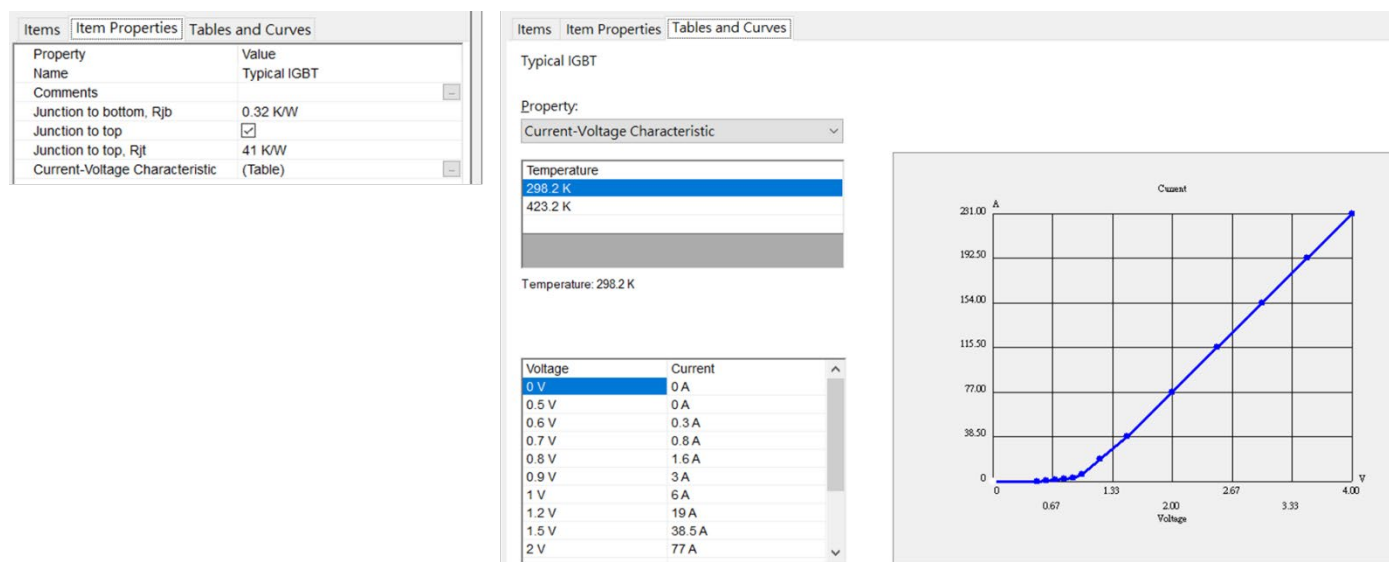 Items Item Properties Tables and Curves
Property Value
Name Typical IGBT
Comments ...
Junction to bottom, Rjb 0.32 K/W
Junction to top
Junction to top, Rjt 41 K/W
Current-Voltage Characteristic (Table) ...
Items Item Properties Tables and Curves
Typical IGBT
Property:
Current-Voltage Characteristic
Temperature
298.2 K
423.2 K
Temperature: 298.2 K
Voltage Current
0 V 0 A
0.5 V 0 A
0.6 V 0.3 A
0.7 V 0.8 A
0.8 V 1.6 A
0.9 V 3 A
1 V 6 A
1.2 V 19 A
1.5 V 38.5 A
2 V 77 A
Current
A
231.00
192.50
154.00
115.50
77.00
38.50
0
V
0 1.33 2.67 4.00
0.67 2.00 3.33
Voltage